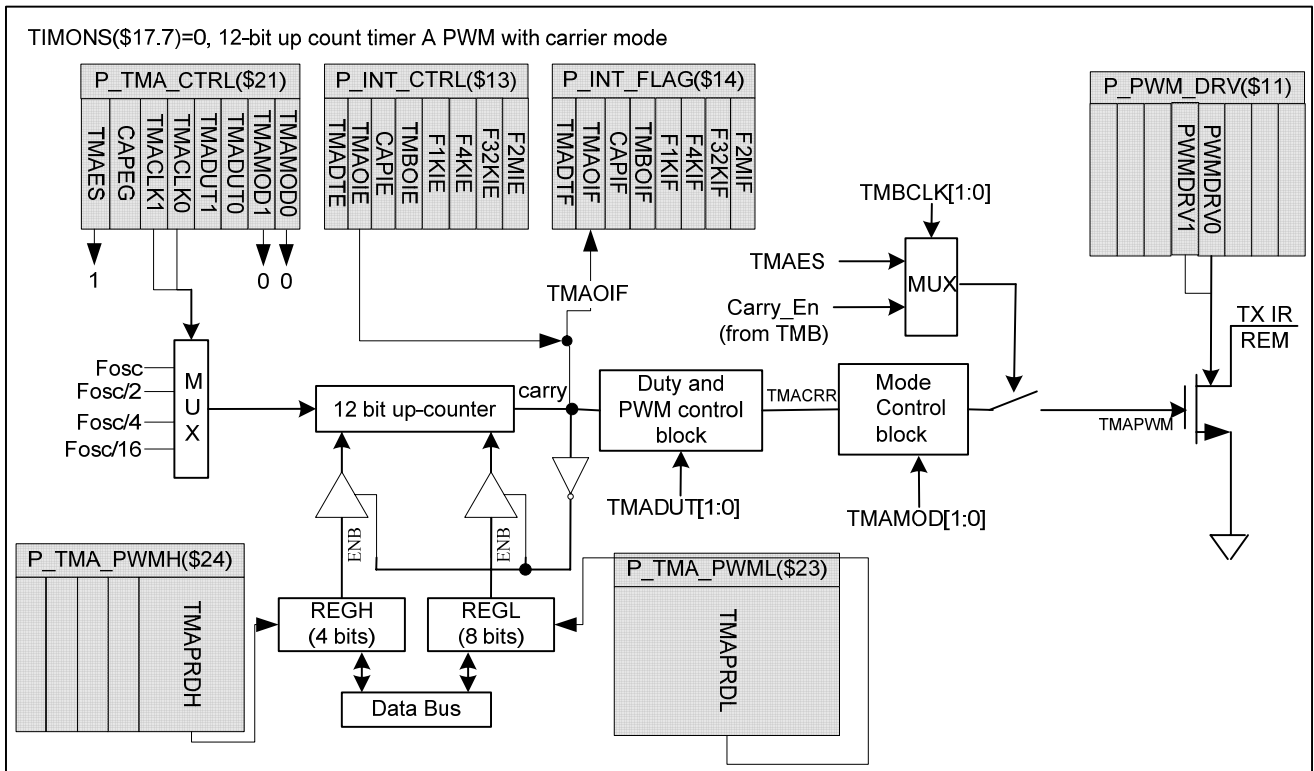 TIMONS($17.7)=0, 12-bit up count timer A PWM with carrier mode
P_TMA_CTRL($21)
TMAES
CAPEG
TMACLK1
TMACLK0
TMADUT1
TMADUT0
TMAMOD1
TMAMOD0
1
0
0
P_INT_CTRL($13)
TMADTE
TMAOIE
CAPIE
TMBOIE
F1KIE
F4KIE
F32KIE
F2MIE
P_INT_FLAG($14)
TMADTF
TMAOIF
CAPIF
TMBOIF
F1KIF
F4KIF
F32KIF
F2MIF
P_PWM_DRV($11)
PWMDRV1
PWMDRV0
TMBCLK[1:0]
TMAES
MUX
Carry_En
(from TMB)
TMAOIF
TX IR
REM
Fosc
Fosc/2
Fosc/4
Fosc/16
MUX
12 bit up-counter
carry
Duty and
PWM control
block
TMACRR
Mode
Control
block
TMAPWM
TMADUT[1:0]
TMAMOD[1:0]
ENB
ENB
P_TMA_PWMH($24)
TMAPRDH
REGH
(4 bits)
REGL
(8 bits)
Data Bus
P_TMA_PWML($23)
TMAPRDL